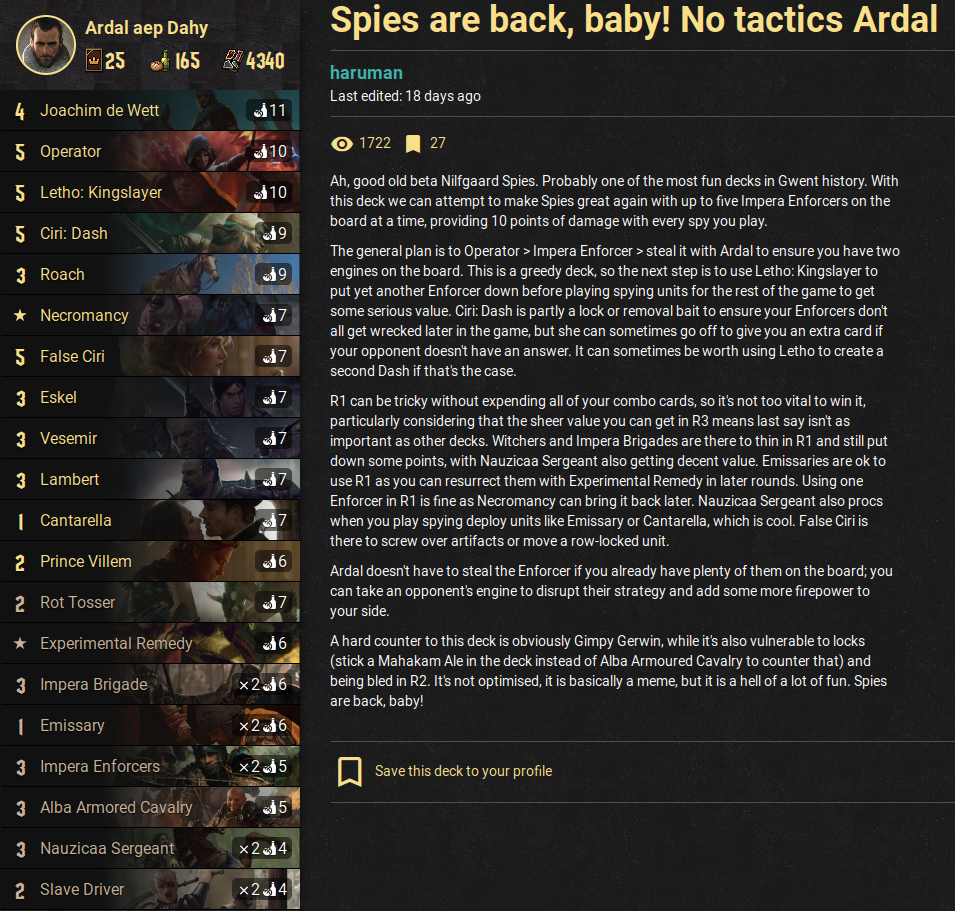 Ardal aep Dahy
25 165 4340
4 Joachim de Wett 11
5 Operator 10
5 Letho: Kingslayer 10
5 Ciri: Dash 9
3 Roach 9
★ Necromancy 7
5 False Ciri 7
3 Eskel 7
3 Vesemir 7
3 Lambert 7
1 Cantarella 7
2 Prince Villem 6
2 Rot Tosser 7
★ Experimental Remedy 6
3 Impera Brigade ×2 6
1 Emissary ×2 6
3 Impera Enforcers ×2 5
3 Alba Armored Cavalry 5
3 Nauzicaa Sergeant ×2 4
2 Slave Driver ×2 4
Spies are back, baby! No tactics Ardal
haruman
Last edited: 18 days ago
1722 27
Ah, good old beta Nilfgaard Spies. Probably one of the most fun decks in Gwent history. With
this deck we can attempt to make Spies great again with up to five Impera Enforcers on the
board at a time, providing 10 points of damage with every spy you play.
The general plan is to Operator > Impera Enforcer > steal it with Ardal to ensure you have two
engines on the board. This is a greedy deck, so the next step is to use Letho: Kingslayer to
put yet another Enforcer down before playing spying units for the rest of the game to get
some serious value. Ciri: Dash is partly a lock or removal bait to ensure your Enforcers don't
all get wrecked later in the game, but she can sometimes go off to give you an extra card if
your opponent doesn't have an answer. It can sometimes be worth using Letho to create a
second Dash if that's the case.
R1 can be tricky without expending all of your combo cards, so it's not too vital to win it,
particularly considering that the sheer value you can get in R3 means last say isn't as
important as other decks. Witchers and Impera Brigades are there to thin in R1 and still put
down some points, with Nauzicaa Sergeant also getting decent value. Emissaries are ok to
use R1 as you can resurrect them with Experimental Remedy in later rounds. Using one
Enforcer in R1 is fine as Necromancy can bring it back later. Nauzicaa Sergeant also procs
when you play spying deploy units like Emissary or Cantarella, which is cool. False Ciri is
there to screw over artifacts or move a row-locked unit.
Ardal doesn't have to steal the Enforcer if you already have plenty of them on the board; you
can take an opponent's engine to disrupt their strategy and add some more firepower to
your side.
A hard counter to this deck is obviously Gimpy Gerwin, while it's also vulnerable to locks
(stick a Mahakam Ale in the deck instead of Alba Armoured Cavalry to counter that) and
being bled in R2. It's not optimised, it is basically a meme, but it is a hell of a lot of fun. Spies
are back, baby!
Save this deck to your profile